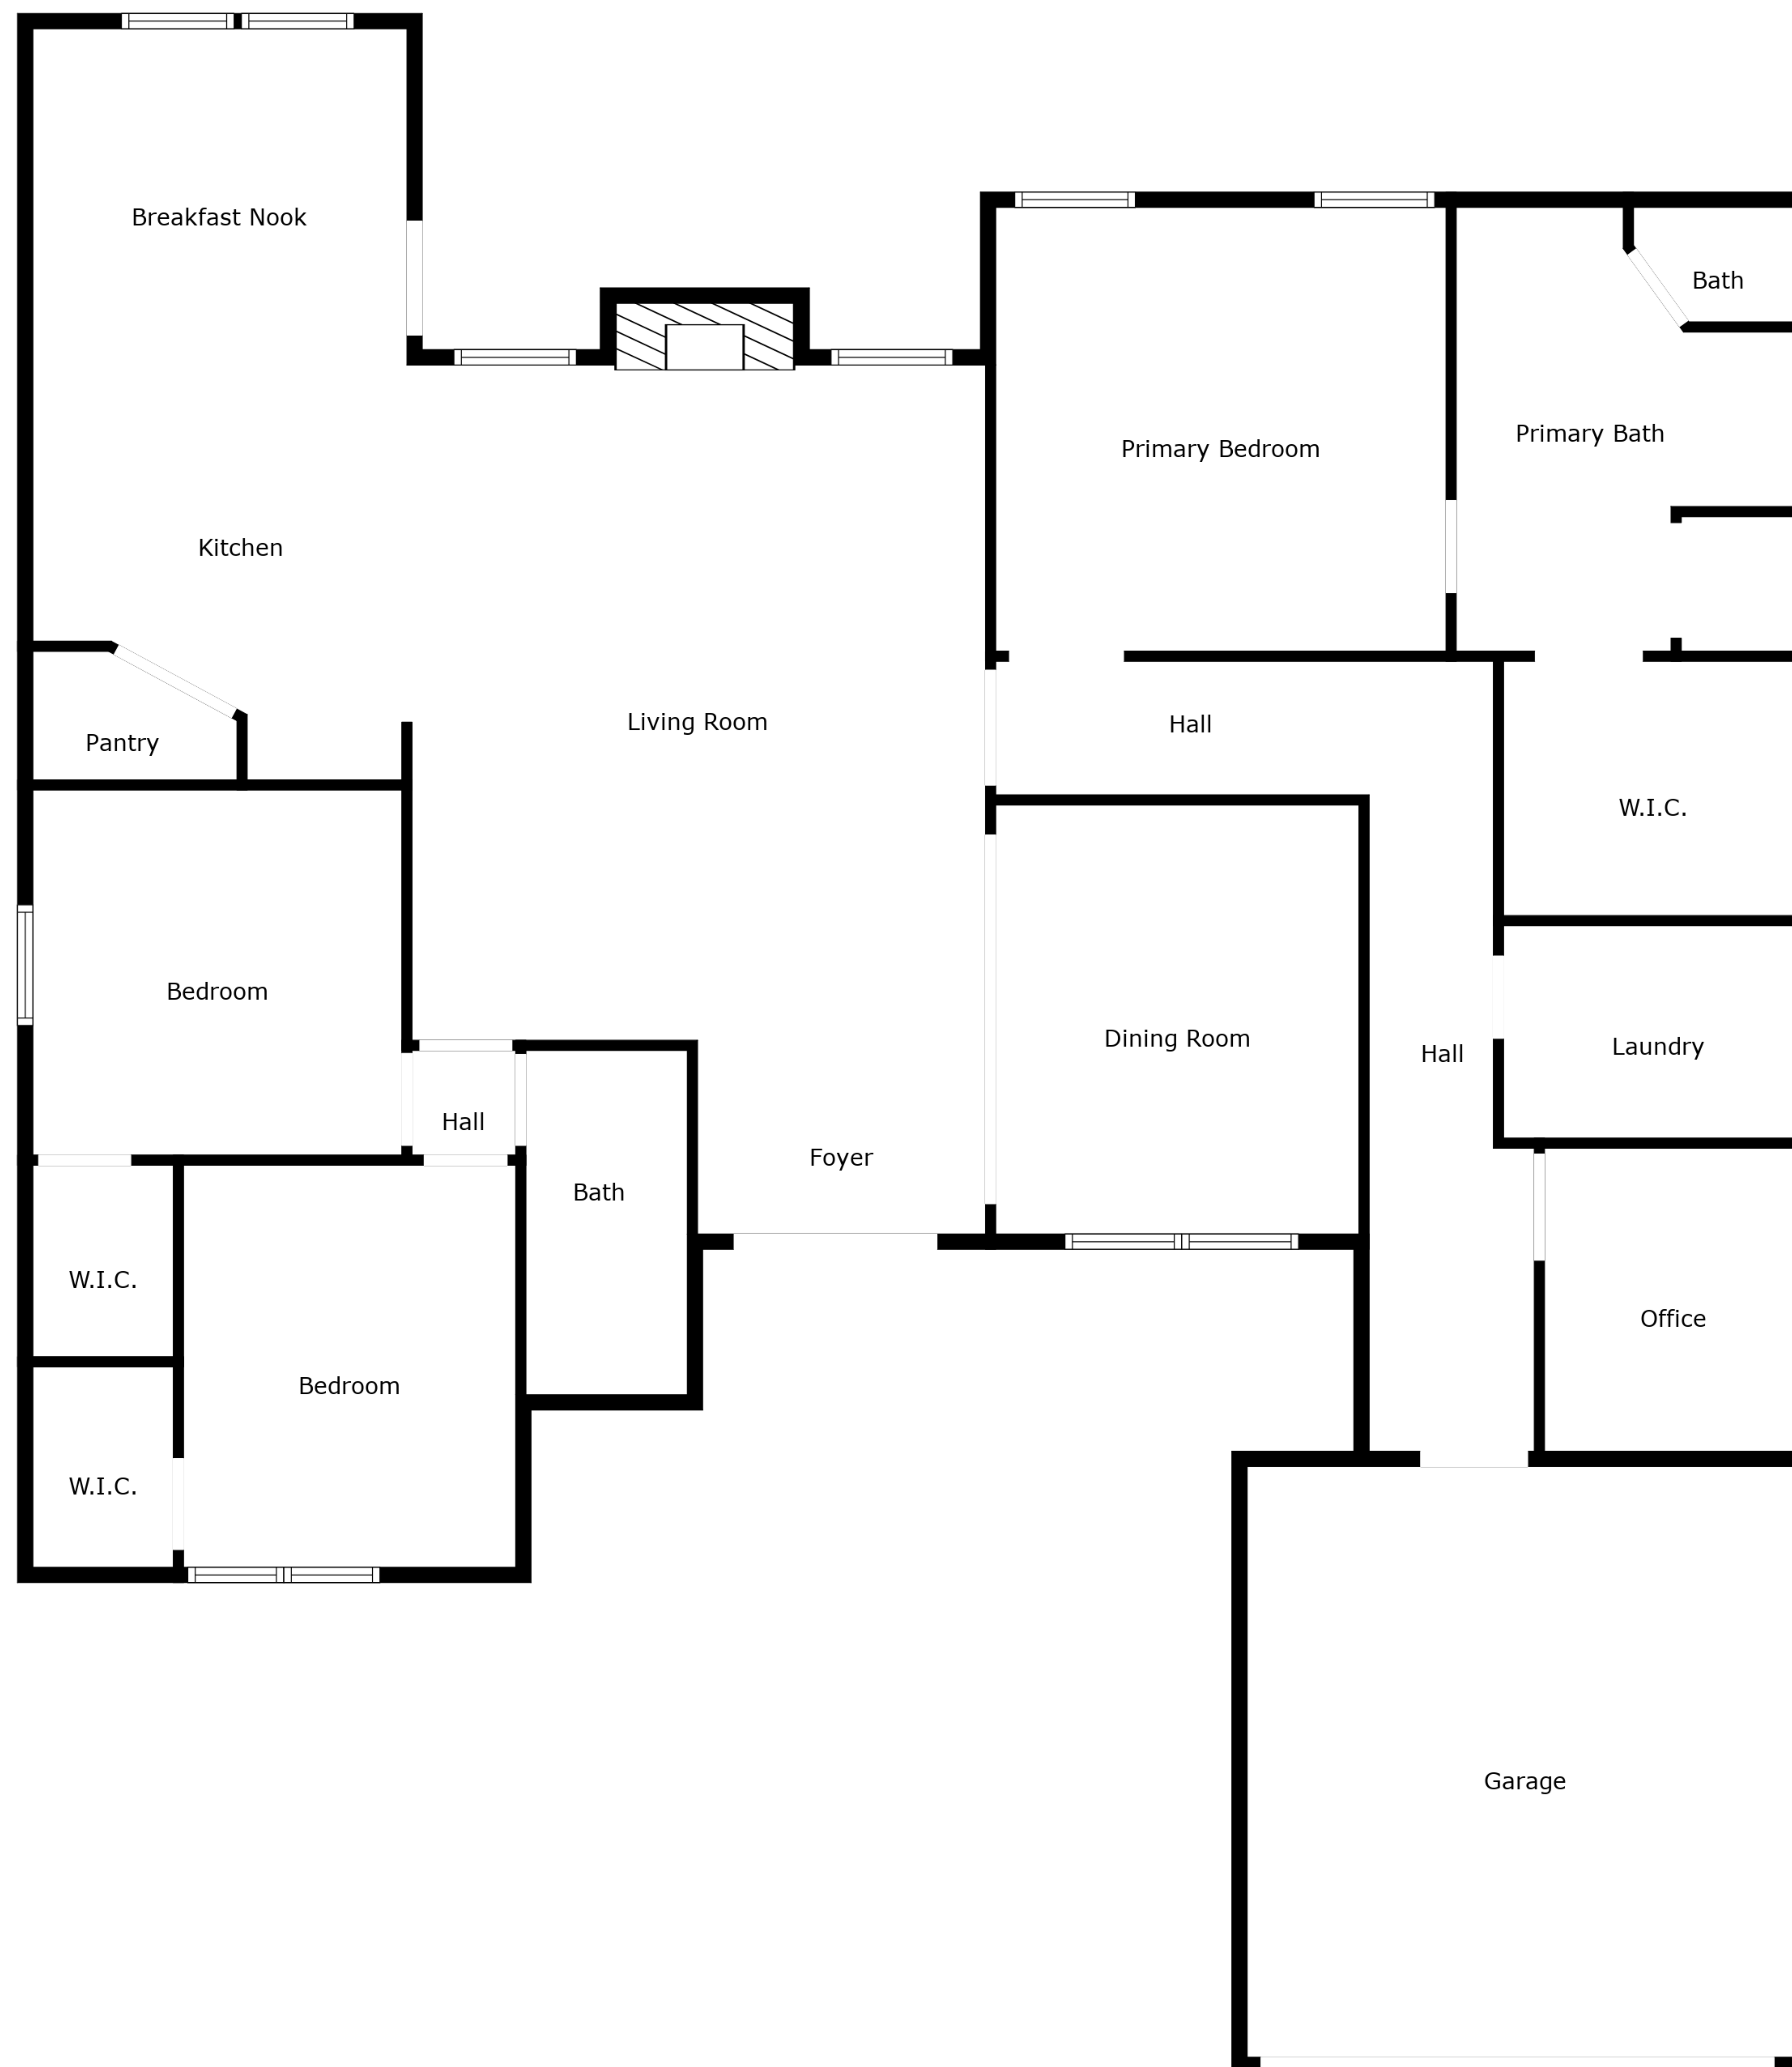 Breakfast Nook
Bath
Primary Bath
Primary Bedroom
Kitchen
Living Room
Hall
Pantry
W.I.C.
Bedroom
Dining Room
Laundry
Hall
Hall
Foyer
Bath
W.I.C.
Office
Bedroom
W.I.C.
Garage